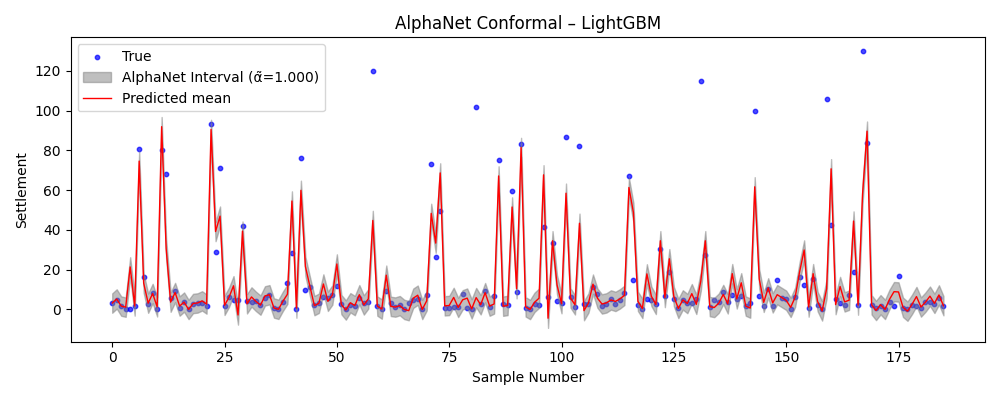 AlphaNet Conformal – LightGBM
True
AlphaNet Interval (ᾱ=1.000)
Predicted mean
Settlement
120
100
80
60
40
20
0
0
25
50
75
100
125
150
175
Sample Number